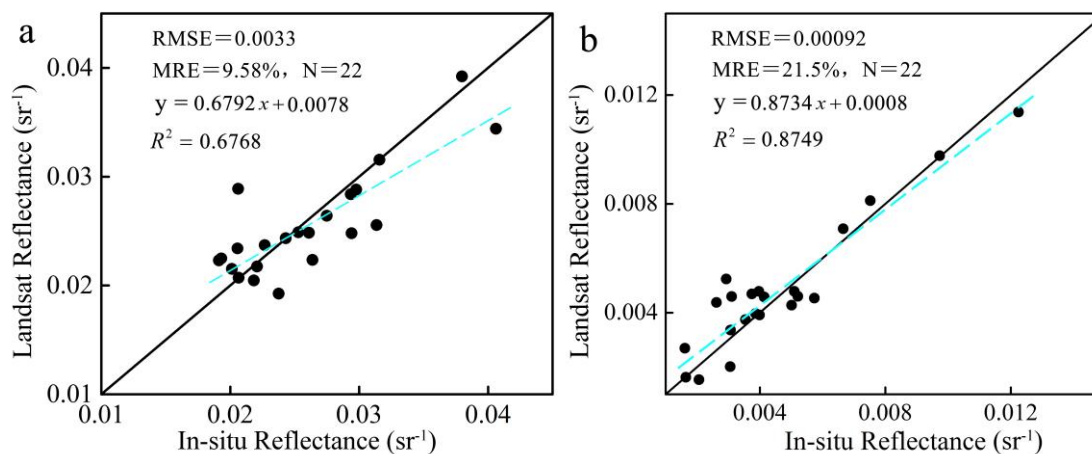 a
RMSE=0.0033
MRE=9.58%, N=22
y = 0.6792x+0.0078
R² = 0.6768
Landsat Reflectance (sr⁻¹)
0.04
0.03
0.02
0.01
0.01 0.02 0.03 0.04
In-situ Reflectance (sr⁻¹)
b
RMSE=0.00092
MRE=21.5%, N=22
y = 0.8734x+0.0008
R² = 0.8749
Landsat Reflectance (sr⁻¹)
0.012
0.008
0.004
0.004 0.008 0.012
In-situ Reflectance (sr⁻¹)